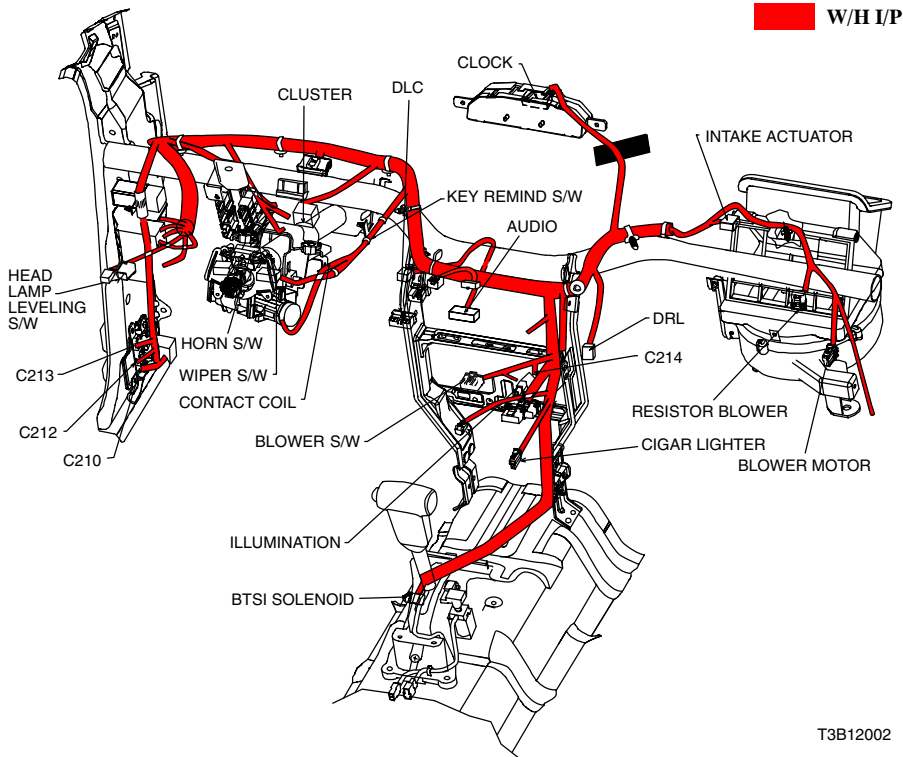 W/H I/P
CLOCK
DLC
CLUSTER
INTAKE ACTUATOR
KEY REMIND S/W
AUDIO
HEAD
LAMP
LEVELING
S/W
HORN S/W
DRL
C213
WIPER S/W
C214
CONTACT COIL
RESISTOR BLOWER
C212
BLOWER S/W
CIGAR LIGHTER
C210
BLOWER MOTOR
ILLUMINATION
BTSI SOLENOID
T3B12002